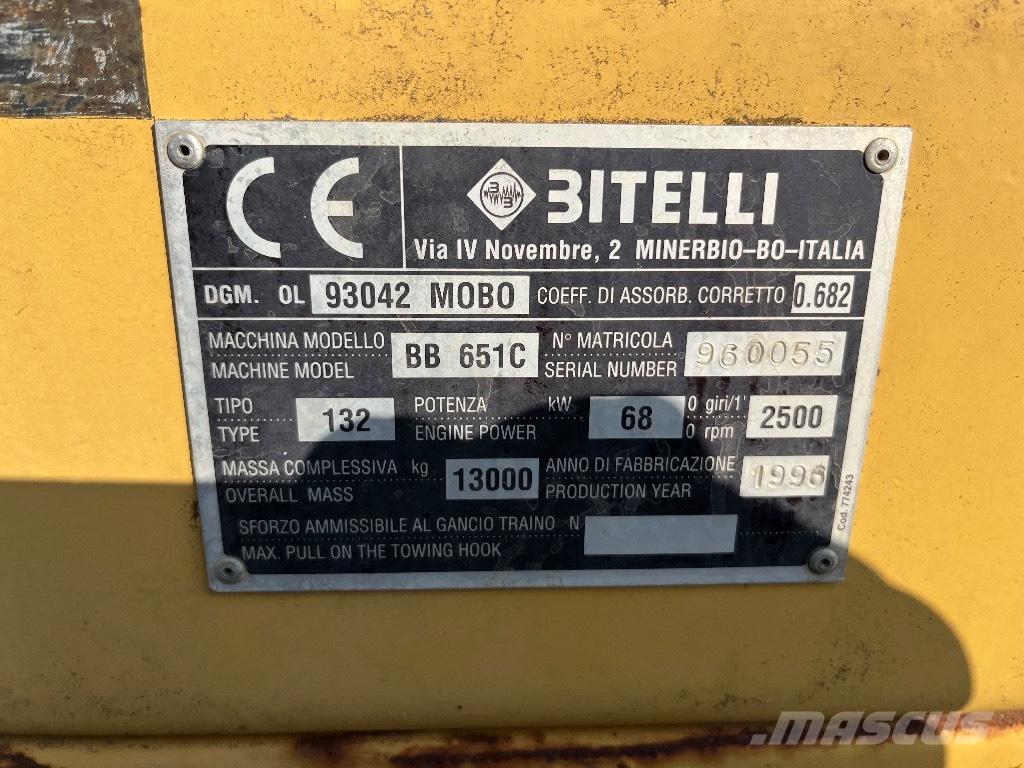 CE
BITELLI
Via IV Novembre, 2 MINERBIO-BO-ITALIA
DGM. OL 93042 MOBO COEFF. DI ASSORB. CORRETTO 0.682
MACCHINA MODELLO BB 651C N° MATRICOLA 960055
MACHINE MODEL SERIAL NUMBER
TIPO 132 POTENZA kW 68 0 giri/1' 2500
TYPE ENGINE POWER 0 rpm
MASSA COMPLESSIVA kg 13000 ANNO DI FABBRICAZIONE 1996
OVERALL MASS PRODUCTION YEAR
SFORZO AMMISSIBILE AL GANCIO TRAINO N
MAX. PULL ON THE TOWING HOOK
Cod. 774243
MASCUS